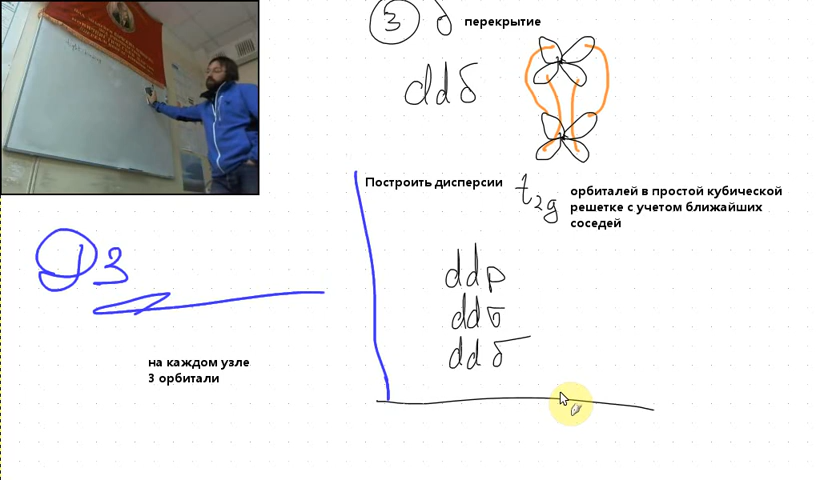 3 δ перекрытие
ddδ
Построить дисперсии t2g орбиталей в простой кубической
решетке с учетом ближайших
соседей
ДЗ
ddp
ddσ
ddδ
на каждом узле
3 орбитали